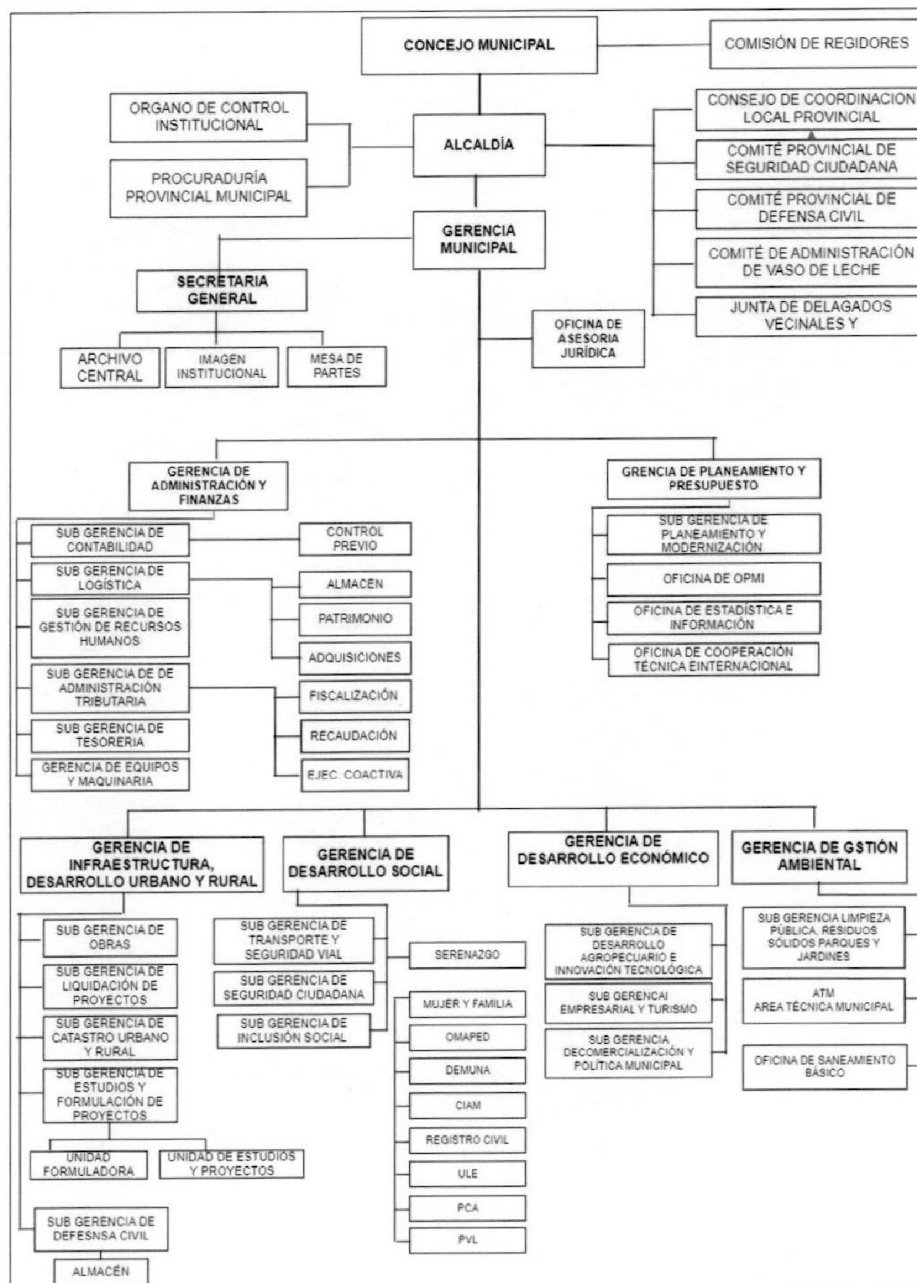 CONCEJO MUNICIPAL
COMISIÓN DE REGIDORES
ORGANO DE CONTROL
INSTITUCIONAL
ALCALDÍA
CONSEJO DE COORDINACION
LOCAL PROVINCIAL
COMITÉ PROVINCIAL DE
SEGURIDAD CIUDADANA
PROCURADURÍA
PROVINCIAL MUNICIPAL
COMITÉ PROVINCIAL DE
DEFENSA CIVIL
GERENCIA
MUNICIPAL
COMITÉ DE ADMINISTRACIÓN
DE VASO DE LECHE
SECRETARIA
GENERAL
JUNTA DE DELAGADOS
VECINALES Y
OFICINA DE
ASESORIA
JURÍDICA
ARCHIVO
CENTRAL
IMAGEN
INSTITUCIONAL
MESA DE
PARTES
GERENCIA DE
ADMINISTRACIÓN Y
FINANZAS
GRENCIA DE PLANEAMIENTO Y
PRESUPUESTO
SUB GERENCIA DE
CONTABILIDAD
CONTROL
PREVIO
SUB GERENCIA DE
LOGÍSTICA
ALMACEN
PATRIMONIO
ADQUISICIONES
SUB GERENCIA DE
GESTIÓN DE RECURSOS
HUMANOS
SUB GERENCIA DE DE
ADMINISTRACIÓN
TRIBUTARIA
FISCALIZACIÓN
RECAUDACIÓN
EJEC. COACTIVA
SUB GERENCIA DE
TESORERIA
GERENCIA DE EQUIPOS
Y MAQUINARIA
SUB GERENCIA DE
PLANEAMIENTO Y
MODERNIZACIÓN
OFICINA DE OPMI
OFICINA DE ESTADÍSTICA E
INFORMACIÓN
OFICINA DE COOPERACIÓN
TÉCNICA EINTERNACIONAL
GERENCIA DE
INFRAESTRUCTURA,
DESARROLLO URBANO Y RURAL
GERENCIA DE
DESARROLLO SOCIAL
GERENCIA DE
DESARROLLO ECONÓMICO
GERENCIA DE GSTIÓN
AMBIENTAL
SUB GERENCIA DE
OBRAS
SUB GERENCIA DE
LIQUIDACIÓN DE
PROYECTOS
SUB GERENCIA DE
CATASTRO URBANO
Y RURAL
SUB GERENCIA DE
ESTUDIOS Y
FORMULACIÓN DE
PROYECTOS
UNIDAD
FORMULADORA
UNIDAD DE ESTUDIOS
Y PROYECTOS
SUB GERENCIA DE
DEFESNSA CIVIL
ALMACÉN
SUB GERENCIA DE
TRANSPORTE Y
SEGURIDAD VIAL
SUB GERENCIA DE
SEGURIDAD CIUDADANA
SUB GERENCIA DE
INCLUSIÓN SOCIAL
SERENAZGO
MUJER Y FAMILIA
OMAPED
DEMUNA
CIAM
REGISTRO CIVIL
ULE
PCA
PVL
SUB GERENCIA DE
DESARROLLO
AGROPECUARIO E
INNOVACIÓN TECNOLÓGICA
SUB GERENCAI
EMPRESARIAL Y TURISMO
SUB GERENCIA
DECOMERCIALIZACIÓN Y
POLÍTICA MUNICIPAL
SUB GERENCIA LIMPIEZA
PÚBLICA, RESIDUOS
SÓLIDOS PARQUES Y
JARDINES
ATM
AREA TÉCNICA MUNICIPAL
OFICINA DE SANEAMIENTO
BÁSICO